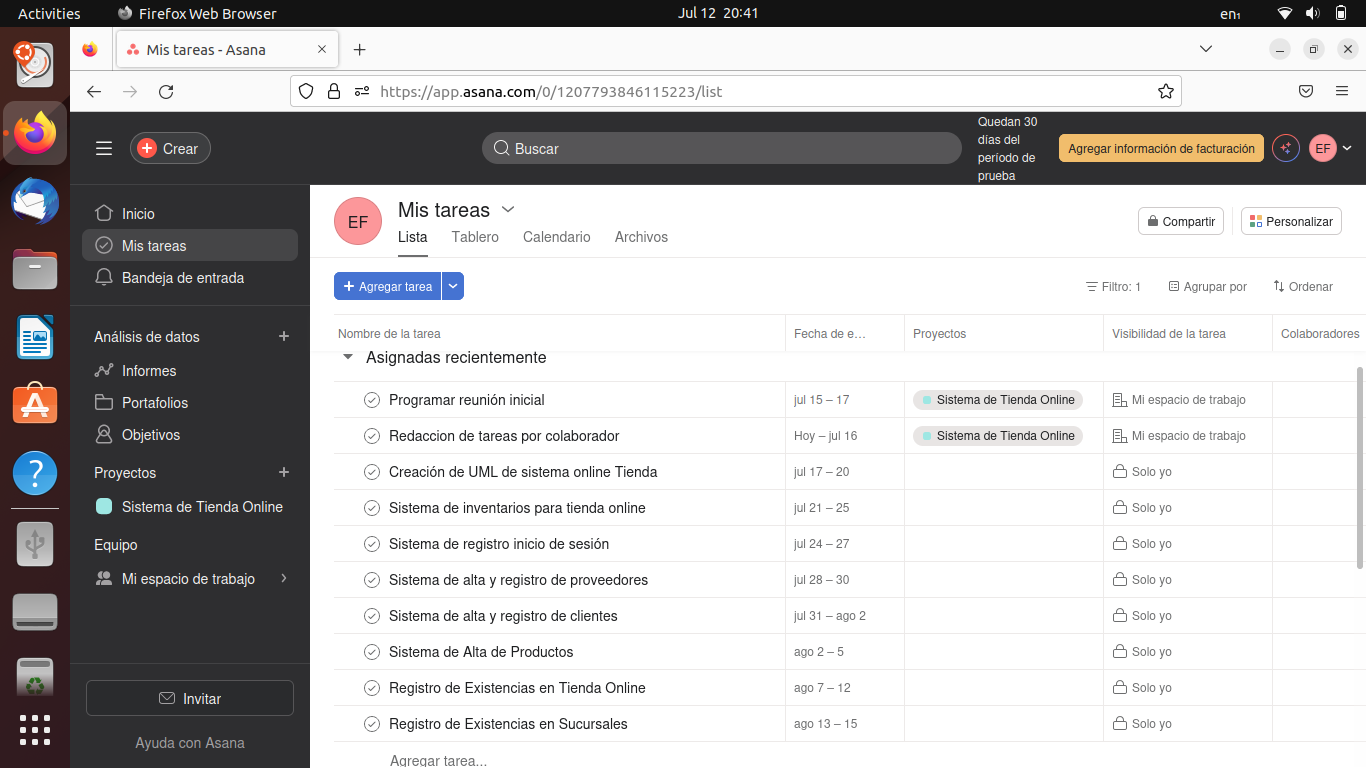 Activities
Firefox Web Browser
Jul 12 20:41
en₁
Mis tareas - Asana
https://app.asana.com/0/1207793846115223/list
Crear
Buscar
Quedan 30
días del
período de
prueba
Agregar información de facturación
EF
Inicio
Mis tareas
Bandeja de entrada
Análisis de datos
Informes
Portafolios
Objetivos
Proyectos
Sistema de Tienda Online
Equipo
Mi espacio de trabajo
Invitar
Ayuda con Asana
EF
Mis tareas
Lista Tablero Calendario Archivos
Compartir
Personalizar
Agregar tarea
Filtro: 1
Agrupar por
Ordenar
Nombre de la tarea Fecha de e... Proyectos Visibilidad de la tarea Colaboradores
Asignadas recientemente
Programar reunión inicial jul 15 – 17 Sistema de Tienda Online Mi espacio de trabajo
Redaccion de tareas por colaborador Hoy – jul 16 Sistema de Tienda Online Mi espacio de trabajo
Creación de UML de sistema online Tienda jul 17 – 20 Solo yo
Sistema de inventarios para tienda online jul 21 – 25 Solo yo
Sistema de registro inicio de sesión jul 24 – 27 Solo yo
Sistema de alta y registro de proveedores jul 28 – 30 Solo yo
Sistema de alta y registro de clientes jul 31 – ago 2 Solo yo
Sistema de Alta de Productos ago 2 – 5 Solo yo
Registro de Existencias en Tienda Online ago 7 – 12 Solo yo
Registro de Existencias en Sucursales ago 13 – 15 Solo yo
Agregar tarea...